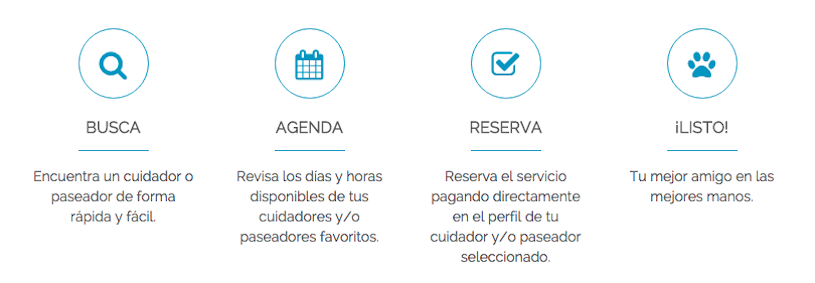 BUSCA
Encuentra un cuidador o
paseador de forma
rápida y fácil.
AGENDA
Revisa los días y horas
disponibles de tus
cuidadores y/o
paseadores favoritos.
RESERVA
Reserva el servicio
pagando directamente
en el perfil de tu
cuidador y/o paseador
seleccionado.
¡LISTO!
Tu mejor amigo en las
mejores manos.